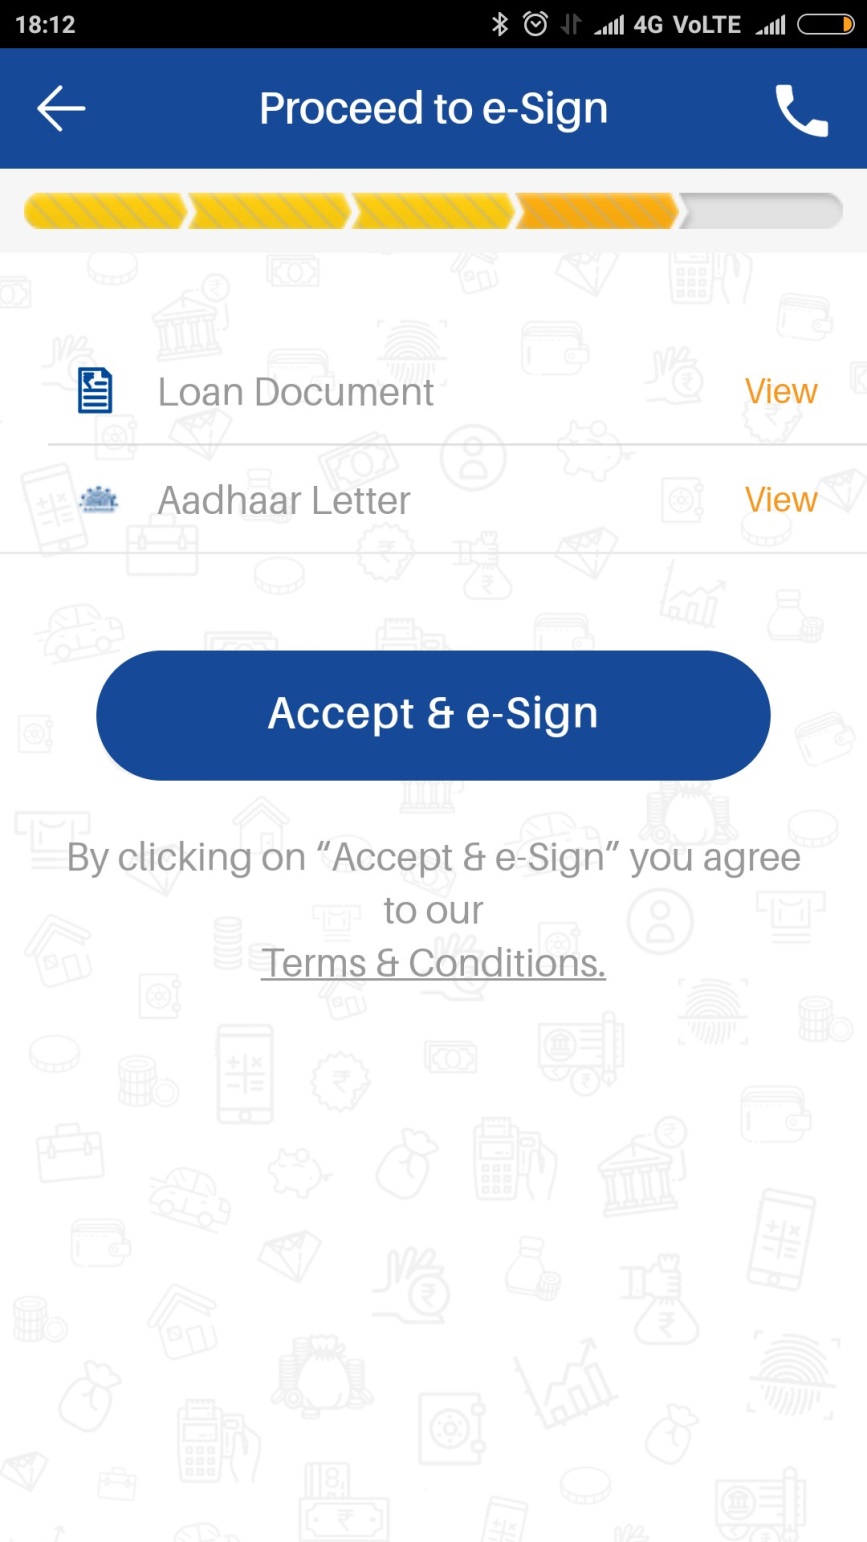 18:12 4G VoLTE
Proceed to e-Sign
Loan Document View
Aadhaar Letter View
Accept & e-Sign
By clicking on “Accept & e-Sign” you agree
to our
Terms & Conditions.